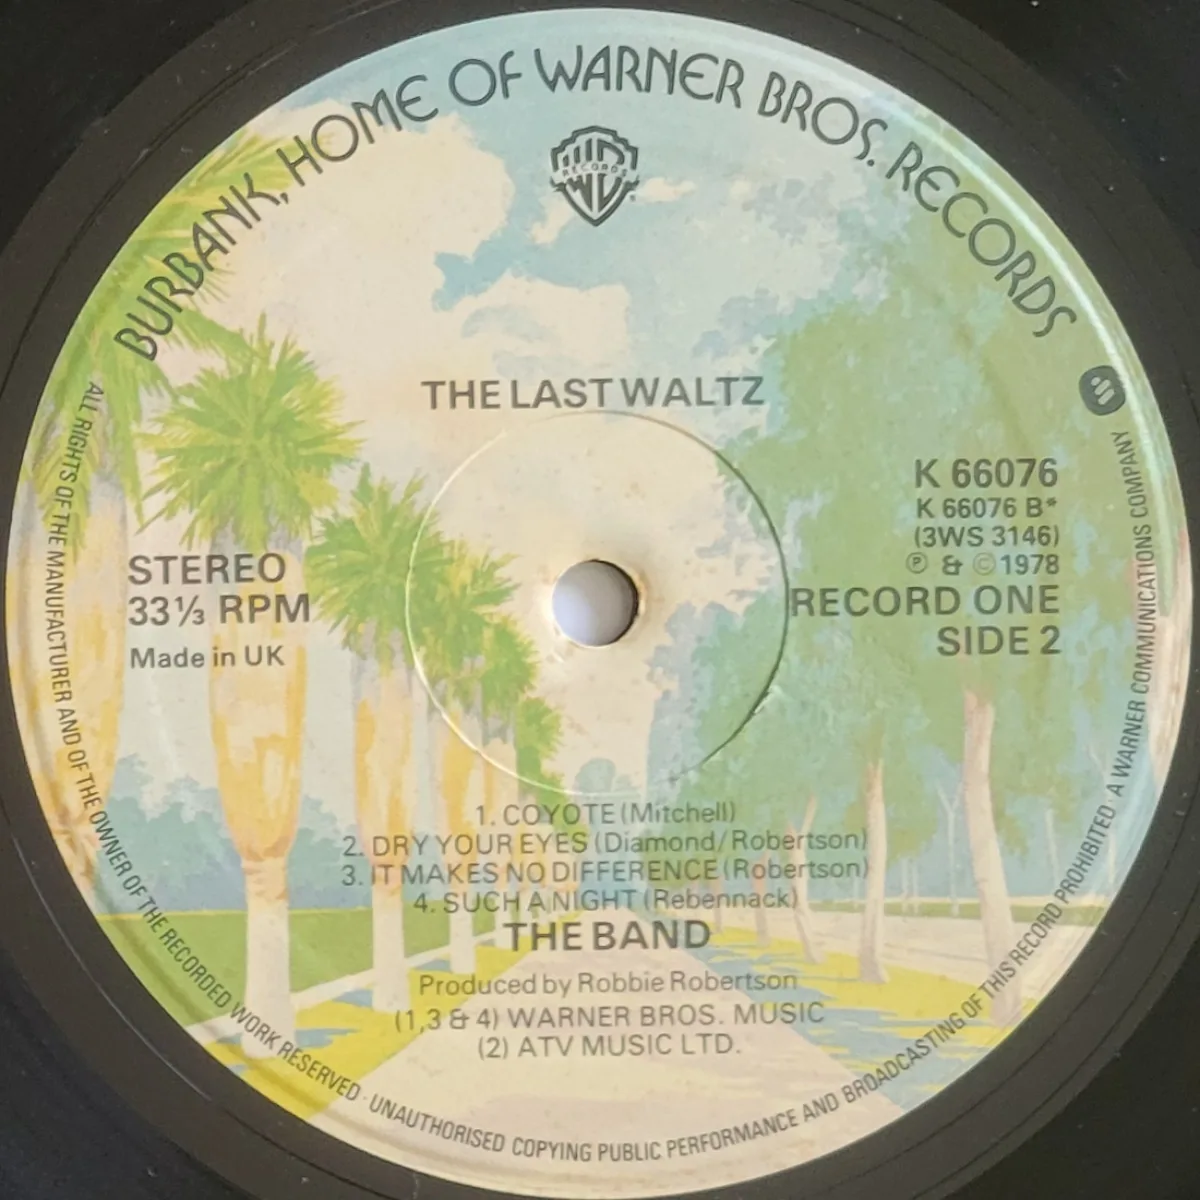 BURBANK, HOME OF WARNER BROS. RECORDS
W
RECORDS
THE LAST WALTZ
K 66076
K 66076 B*
(3WS 3146)
℗ & © 1978
RECORD ONE
SIDE 2
STEREO
33⅓ RPM
Made in UK
1. COYOTE (Mitchell)
2. DRY YOUR EYES (Diamond/Robertson)
3. IT MAKES NO DIFFERENCE (Robertson)
4. SUCH A NIGHT (Rebennack)
THE BAND
Produced by Robbie Robertson
(1,3 & 4) WARNER BROS. MUSIC
(2) ATV MUSIC LTD.
ALL RIGHTS OF THE MANUFACTURER AND OF THE OWNER OF THE RECORDED WORK RESERVED · UNAUTHORISED COPYING PUBLIC PERFORMANCE AND BROADCASTING OF THIS RECORD PROHIBITED · A WARNER COMMUNICATIONS COMPANY